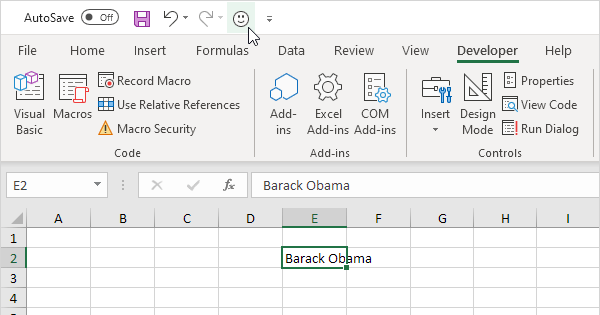 AutoSave Off
File Home Insert Formulas Data Review View Developer Help
Visual Basic
Macros
Record Macro
Use Relative References
Macro Security
Code
Add-ins
Excel Add-ins
COM Add-ins
Add-ins
Insert
Design Mode
Properties
View Code
Run Dialog
Controls
E2 fx Barack Obama
A B C D E F G H I
1
2 Barack Obama
3
4